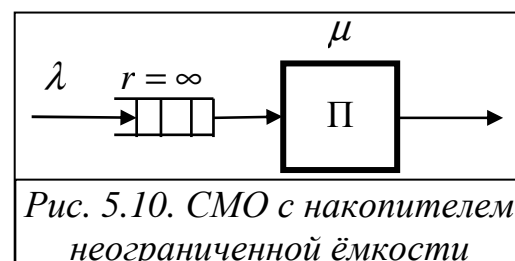 μ
λ r = ∞
П
Рис. 5.10. СМО с накопителем
неограниченной ёмкости